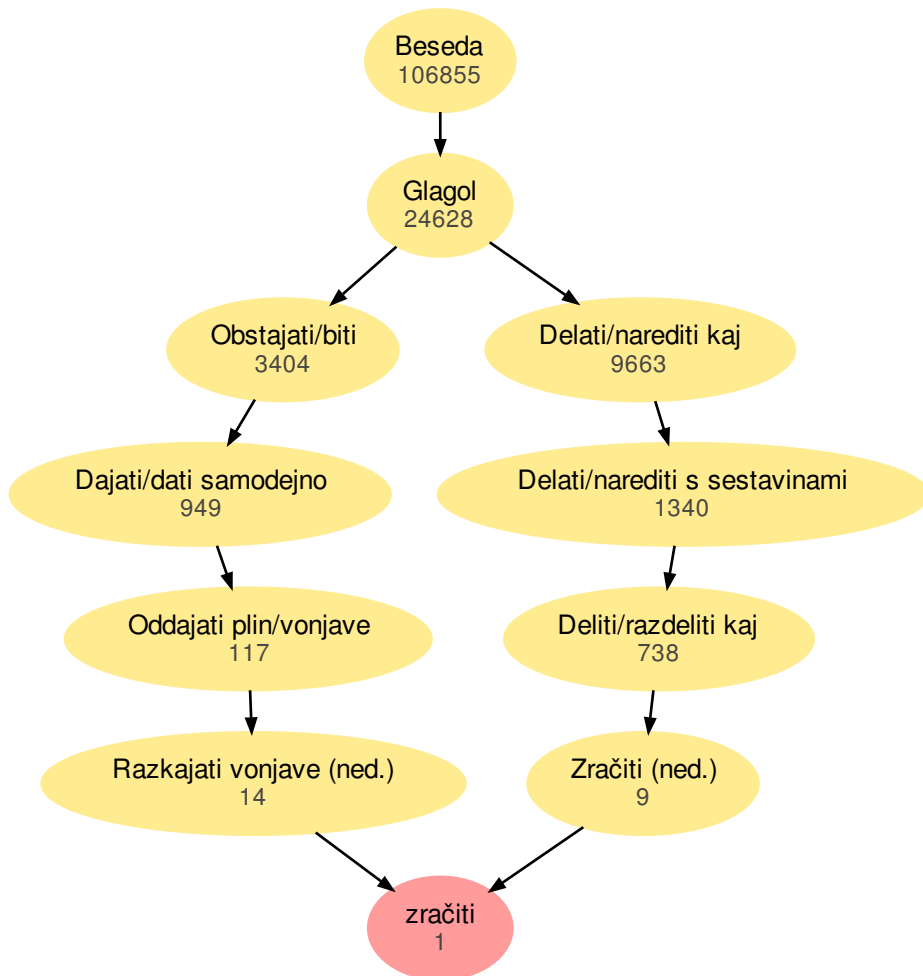 Beseda
106855
Glagol
24628
Obstajati/biti
3404
Delati/narediti kaj
9663
Dajati/dati samodejno
949
Delati/narediti s sestavinami
1340
Oddajati plin/vonjave
117
Deliti/razdeliti kaj
738
Razkajati vonjave (ned.)
14
Zračiti (ned.)
9
zračiti
1